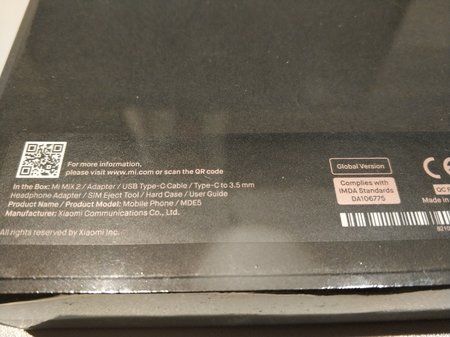 For more information,
please visit www.mi.com or scan the QR code
In the Box: Mi MIX 2 / Adapter / USB Type-C Cable / Type-C to 3.5 mm
Headphone Adapter / SIM Eject Tool / Hard Case / User Guide
Product Name / Product Model: Mobile Phone / MDE5
Manufacturer: Xiaomi Communications Co., Ltd.
All rights reserved by Xiaomi Inc.
Global Version
Complies with
IMDA Standards
DA106775
CE
QC
Made in